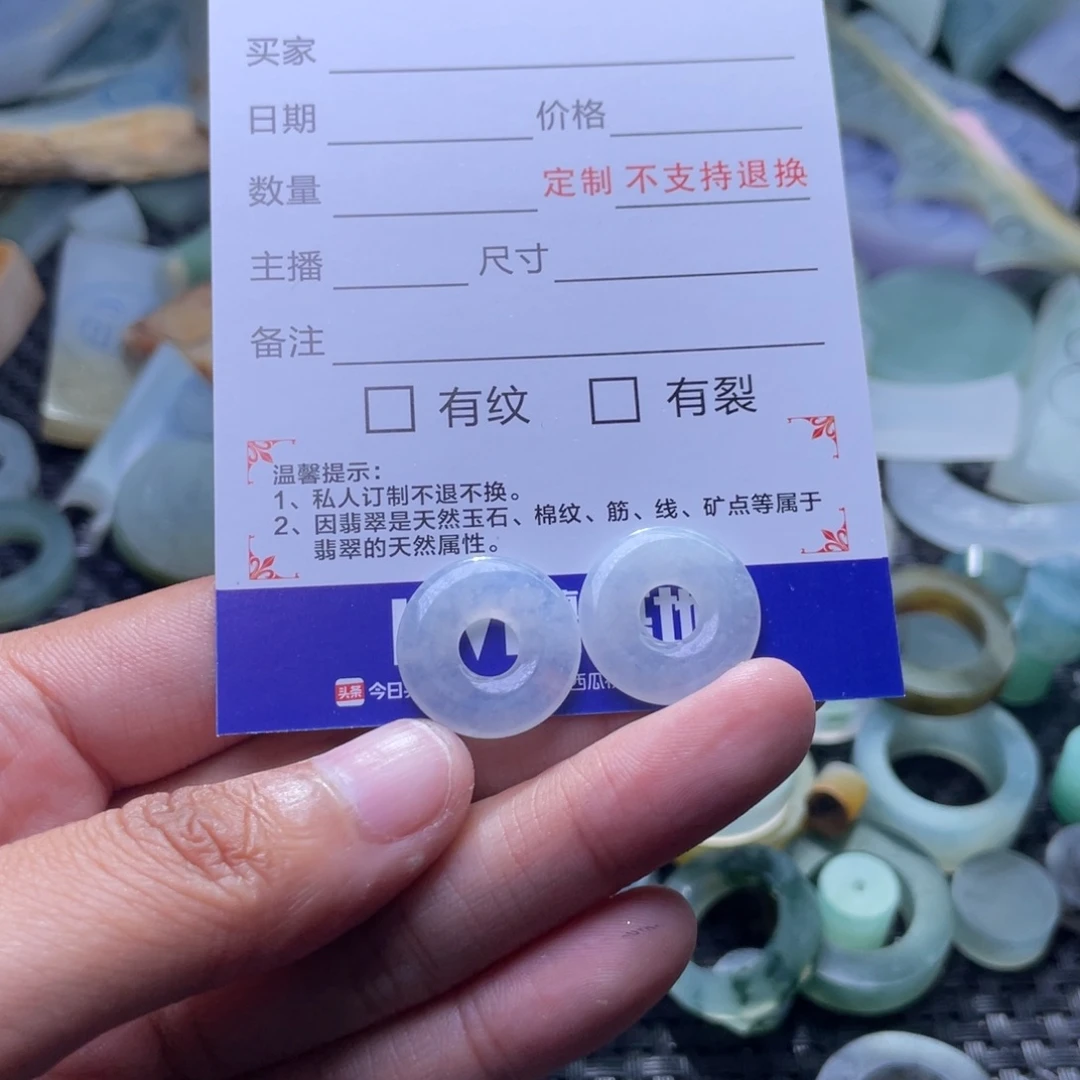 买家
日期 价格
数量 定制 不支持退换
主播 尺寸
备注
有纹 有裂
温馨提示：
1、私人订制不退不换。
2、因翡翠是天然玉石、棉纹、筋、线、矿点等属于
翡翠的天然属性。
头条 今日 西瓜